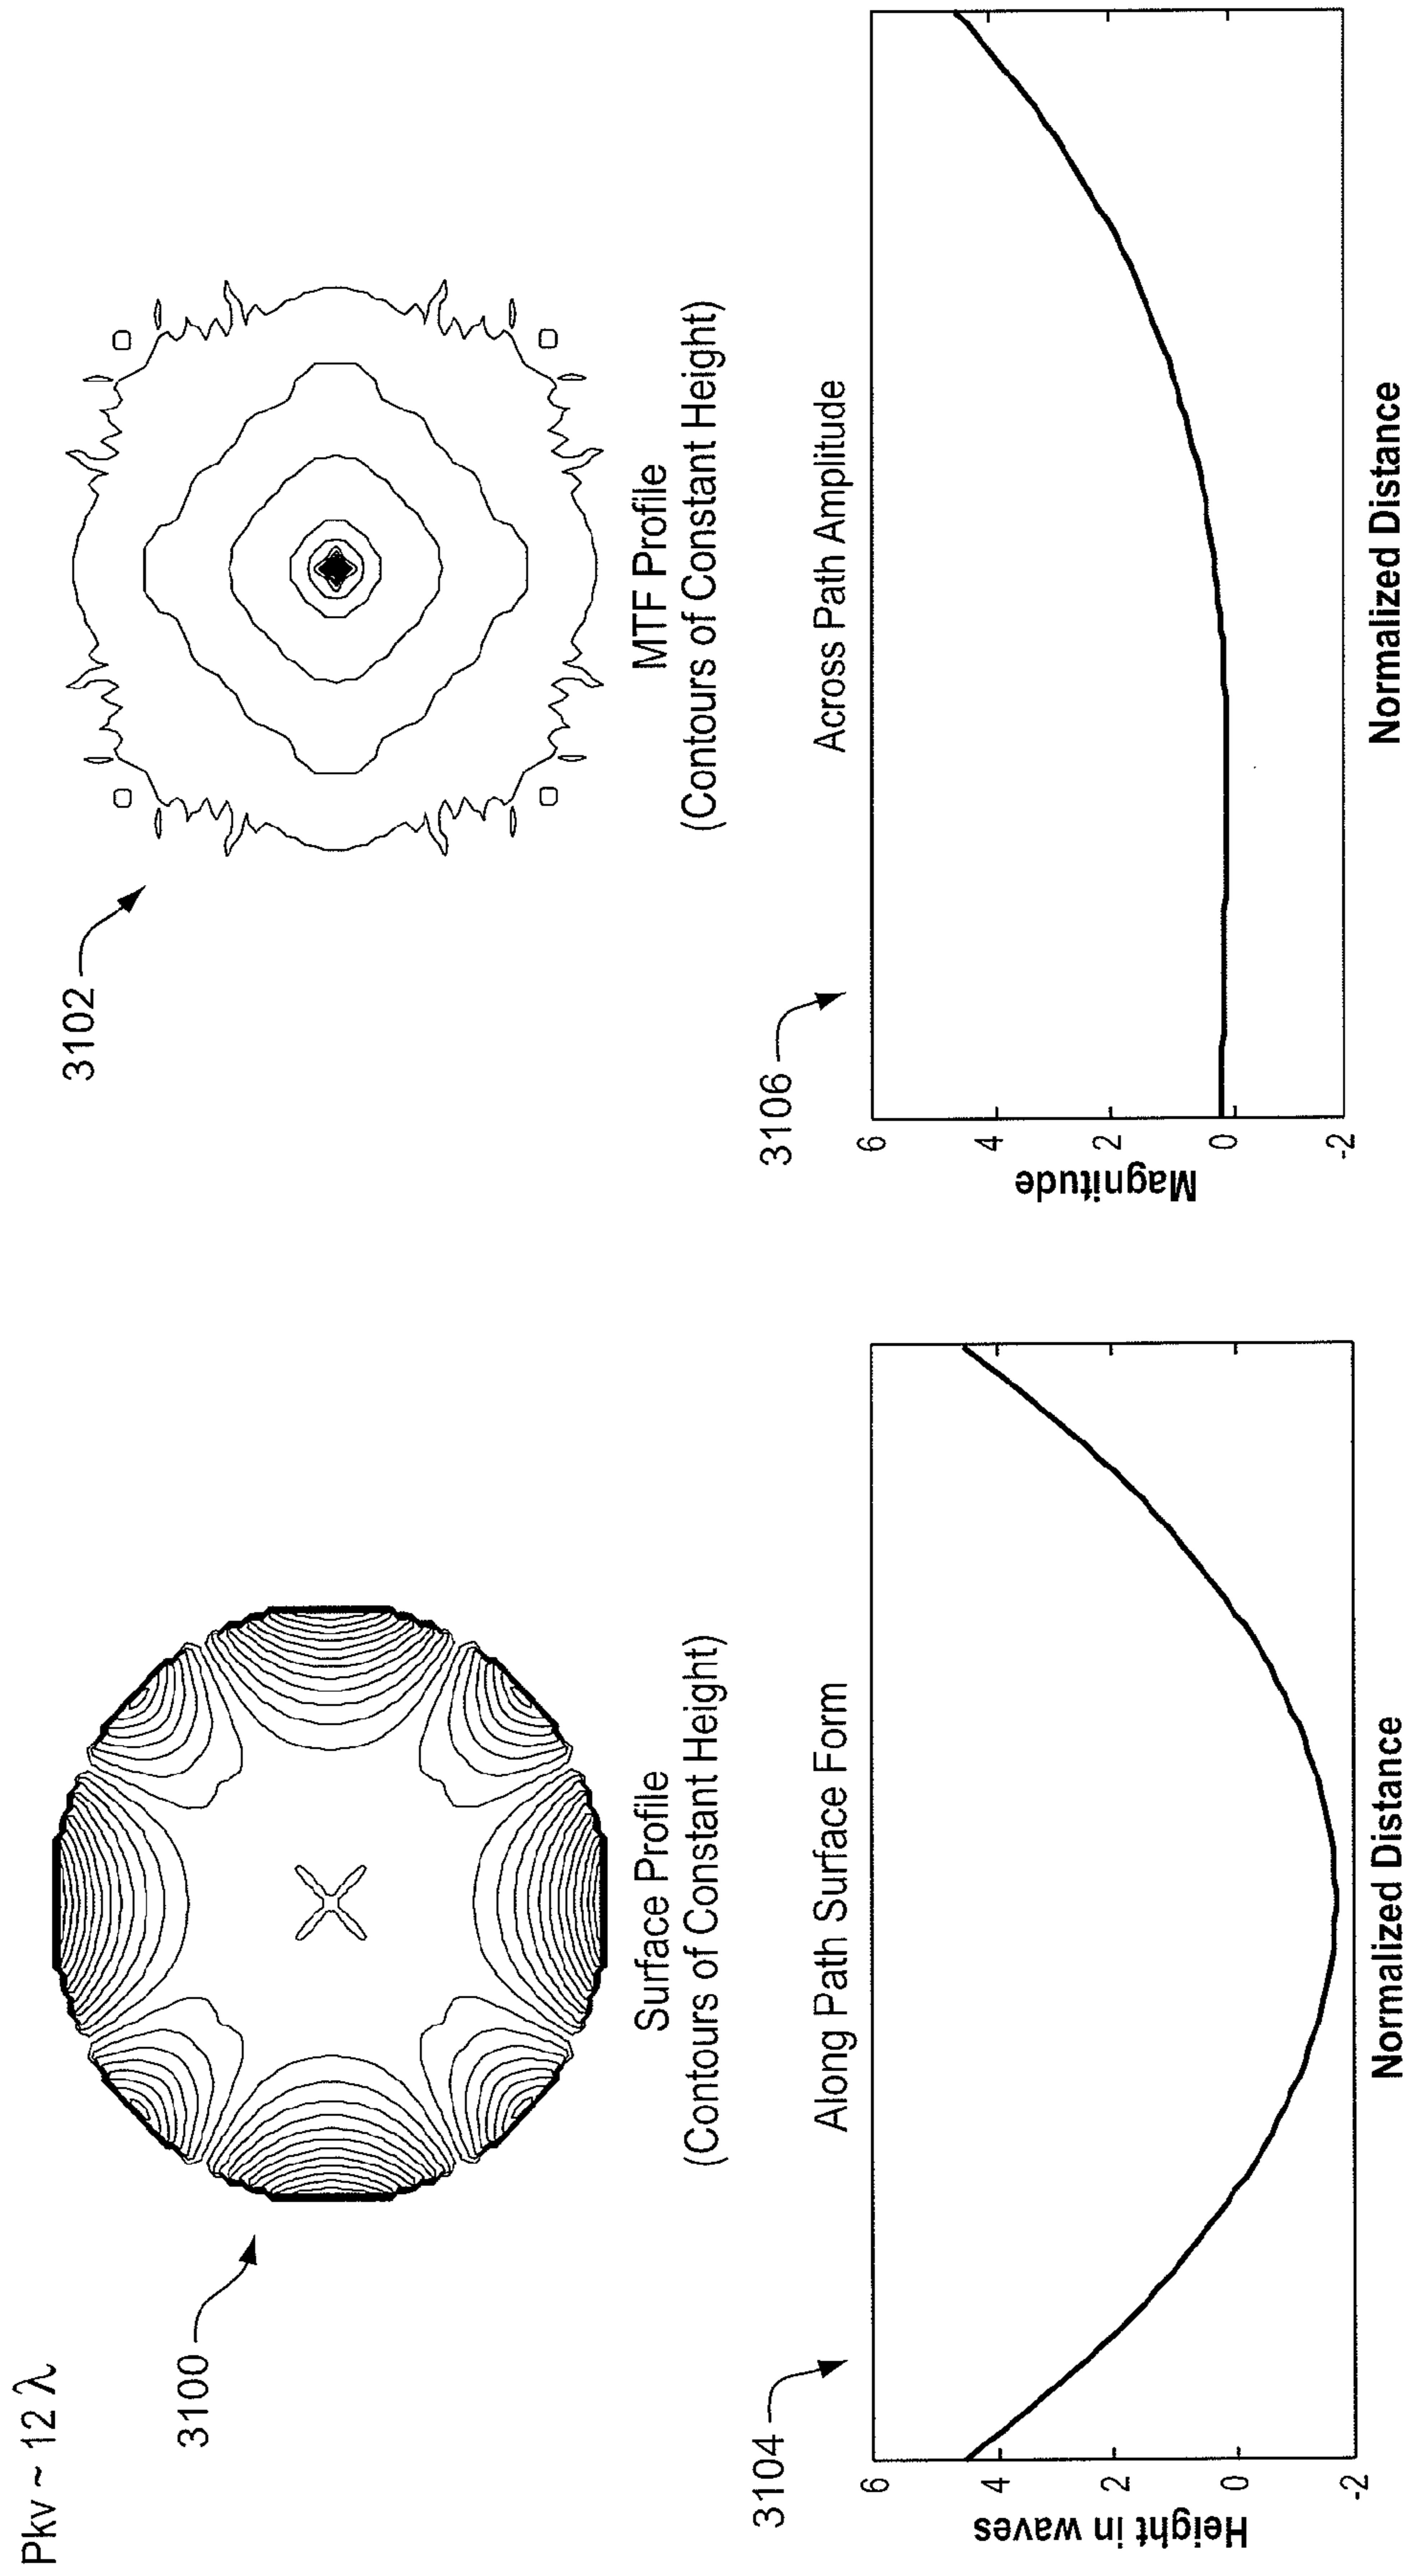 Pkv ~ 12 λ
3100
Surface Profile
(Contours of Constant Height)
3102
MTF Profile
(Contours of Constant Height)
3104
Along Path Surface Form
6
4
2
0
-2
Height in waves
Normalized Distance
3106
Across Path Amplitude
6
4
2
0
-2
Magnitude
Normalized Distance